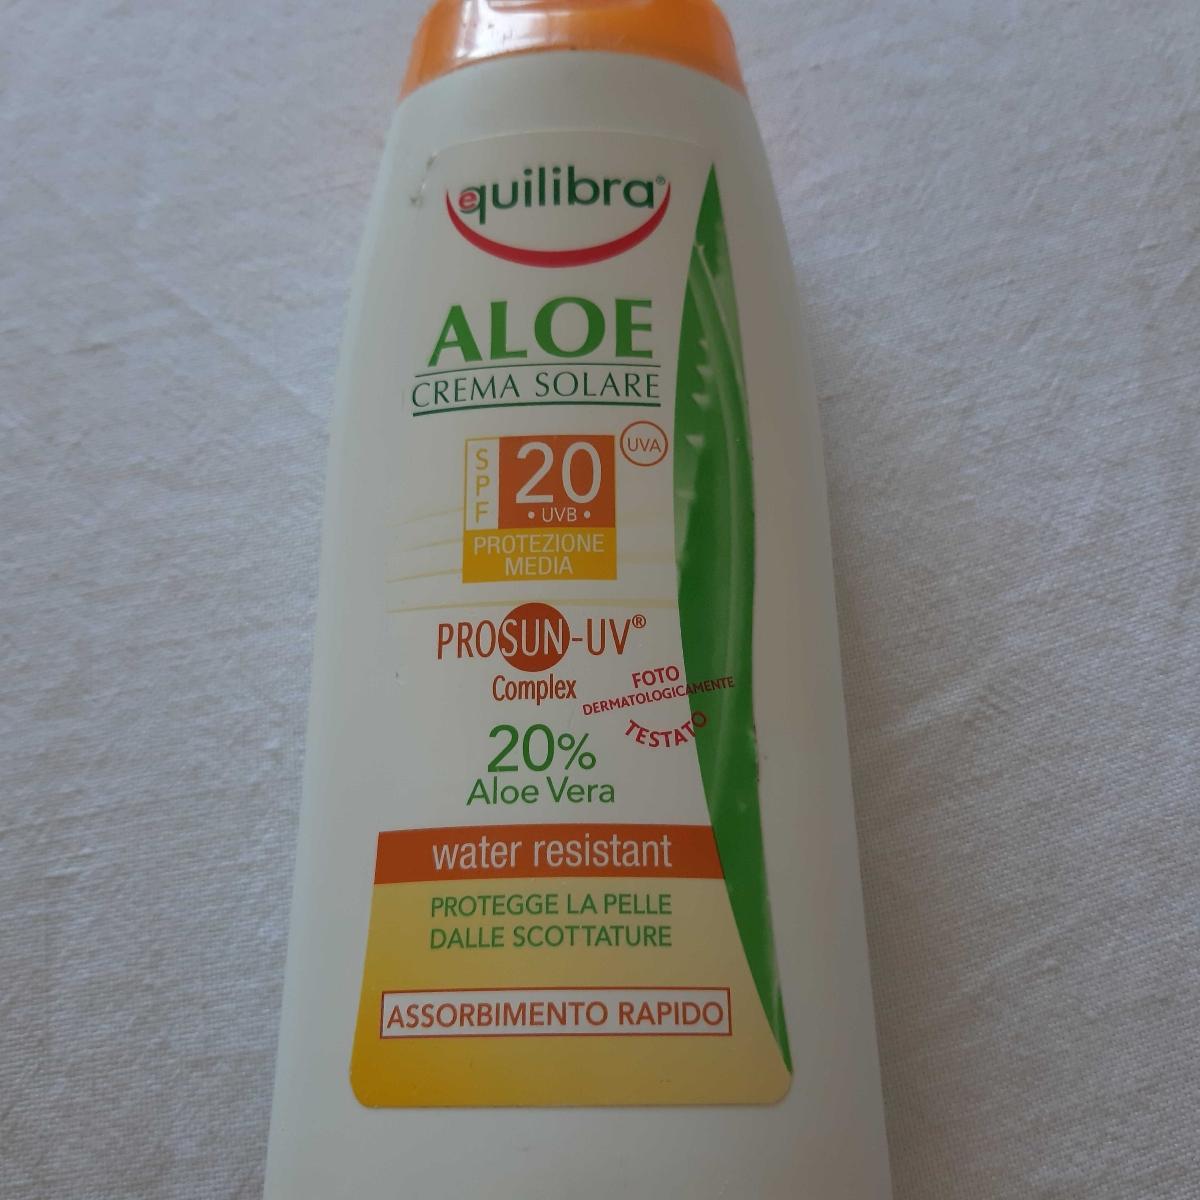 equilibra®
ALOE
CREMA SOLARE
SPF
20
• UVB •
UVA
PROTEZIONE
MEDIA
PROSUN-UV®
Complex
FOTO
DERMATOLOGICAMENTE
TESTATO
20%
Aloe Vera
water resistant
PROTEGGE LA PELLE
DALLE SCOTTATURE
ASSORBIMENTO RAPIDO